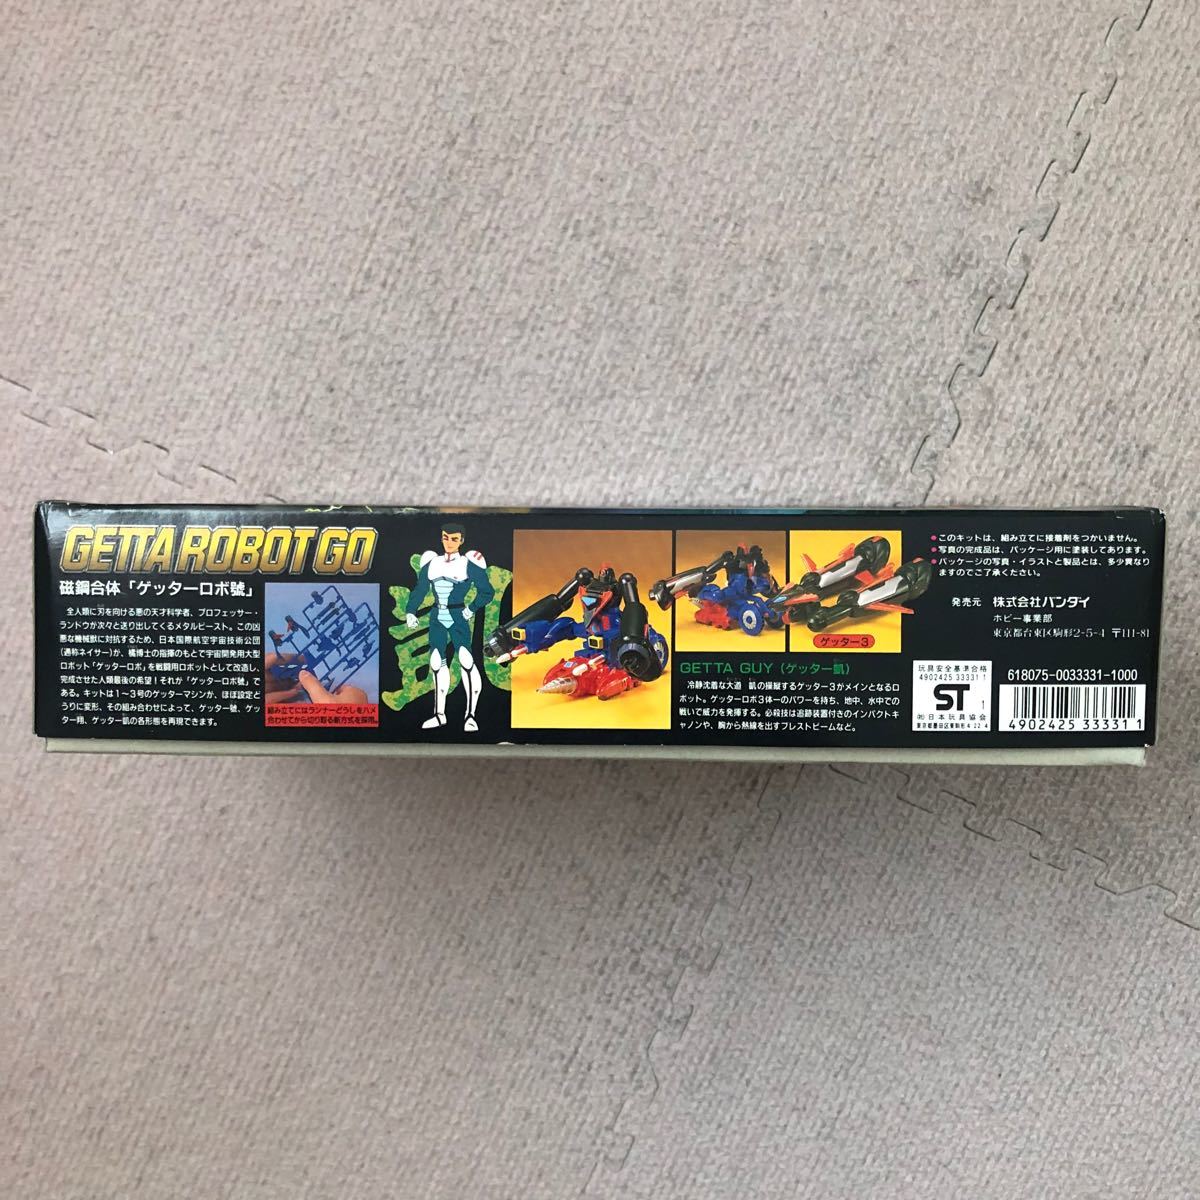 GETTA ROBOT GO
磁鋼合体「ゲッターロボ號」
全人類に刃を向ける悪の天才科学者、プロフェッサー・
ランドウが次々と送り出してくるメタルビースト。この凶
悪な機械獣に対抗するため、日本国際航空宇宙技術公団
(通称ネイサー)が、橘博士の指揮のもとで宇宙開発用大型
ロボット「ゲッターロボ」を戦闘用ロボットとして改造し、
完成させた人類最後の希望！それが「ゲッターロボ號」で
ある。キットは1〜3号のゲッターマシンが、ほぼ設定ど
うりに変形、その組み合わせによって、ゲッター號、ゲッ
ター翔、ゲッター凱の各形態を再現できます。
組み立てにはランナーどうしをハメ
合わせてから切り取る新方式を採用。
凱
ゲッター3
GETTA GUY (ゲッター凱)
冷静沈着な大道 凱の操縦するゲッター3がメインとなるロ
ボット。ゲッターロボ3体一のパワーを持ち、地中、水中での
戦いで威力を発揮する。必殺技は追跡装置付きのインパクトキ
ャノンや、胸から熱線を出すブレストビームなど。
●このキットは、組み立てに接着剤をつかいません。
●写真の完成品は、パッケージ用に塗装してあります。
●パッケージの写真・イラストと製品とは、多少異なり
ますのでご了承ください。
発売元 株式会社バンダイ
ホビー事業部
東京都台東区駒形2-5-4 〒111-81
玩具安全基準合格
4902425 33331 1
ST 1
㈳日本玩具協会
東京都墨田区東駒形4 22 4
618075-0033331-1000
4902425 333311